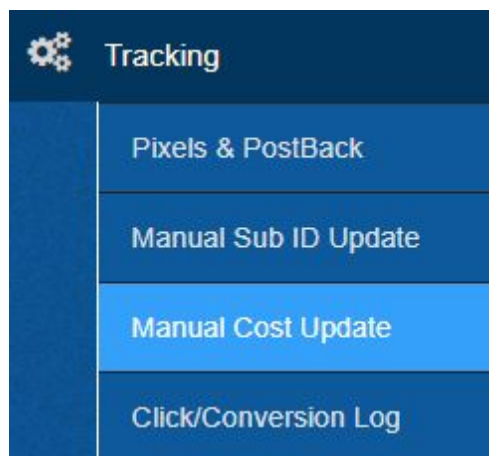 Tracking
Pixels & PostBack
Manual Sub ID Update
Manual Cost Update
Click/Conversion Log